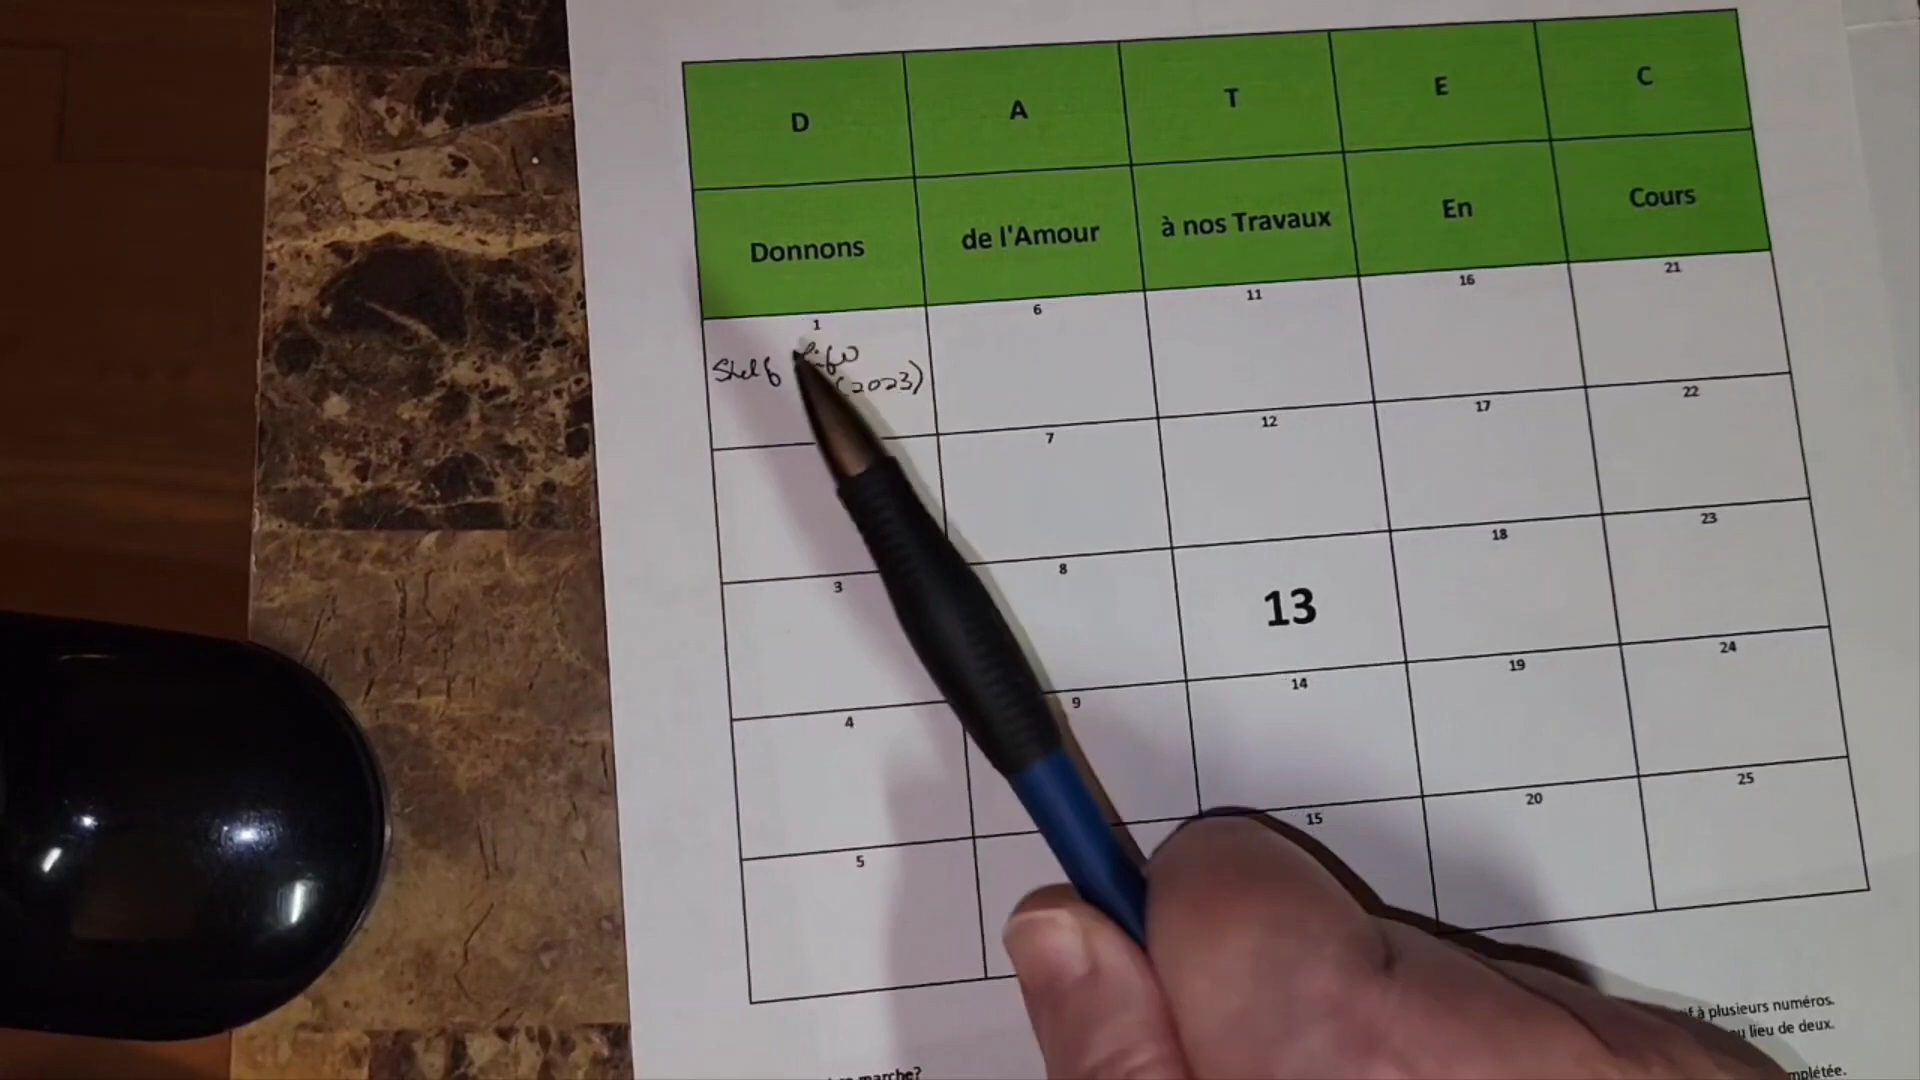 D A T E C
Donnons de l'Amour à nos Travaux En Cours
1 6 11 16 21
Shelf
(2023)
7 12 17 22
3 8 13 18 23
4 9 14 19 24
5 15 20 25
à plusieurs numéros.
lieu de deux.
marche?